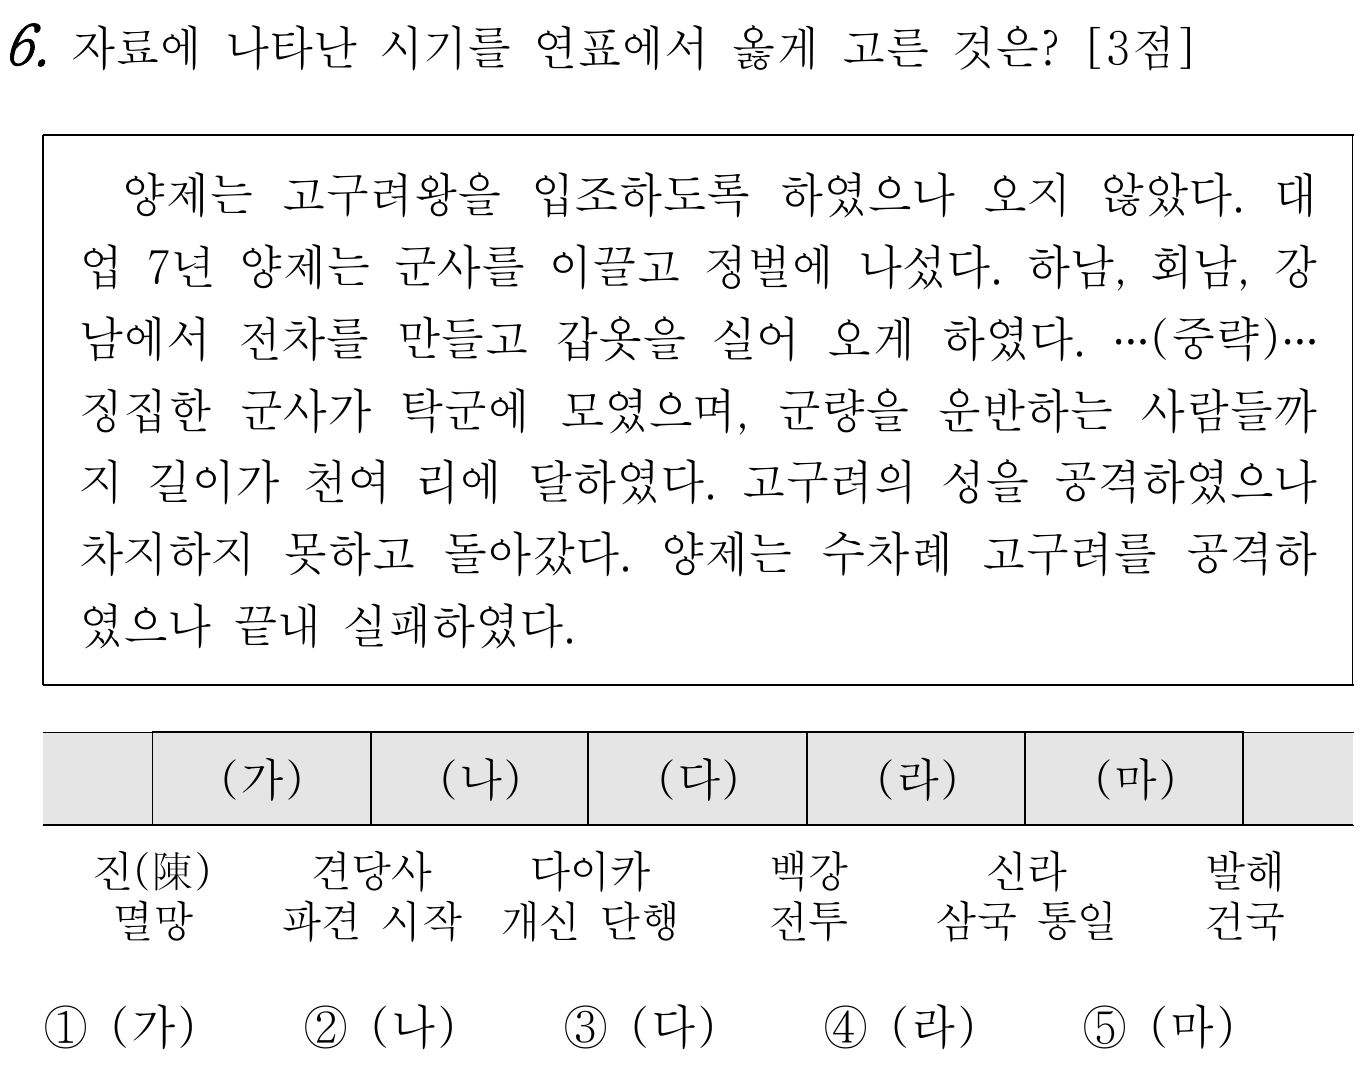 6. 자료에 나타난 시기를 연표에서 옳게 고른 것은? [3점]
양제는 고구려왕을 입조하도록 하였으나 오지 않았다. 대
업 7년 양제는 군사를 이끌고 정벌에 나섰다. 하남, 회남, 강
남에서 전차를 만들고 갑옷을 실어 오게 하였다. …(중략)…
징집한 군사가 탁군에 모였으며, 군량을 운반하는 사람들까
지 길이가 천여 리에 달하였다. 고구려의 성을 공격하였으나
차지하지 못하고 돌아갔다. 양제는 수차례 고구려를 공격하
였으나 끝내 실패하였다.
(가) (나) (다) (라) (마)
진(陳) 견당사 다이카 백강 신라 발해
멸망 파견 시작 개신 단행 전투 삼국 통일 건국
① (가) ② (나) ③ (다) ④ (라) ⑤ (마)